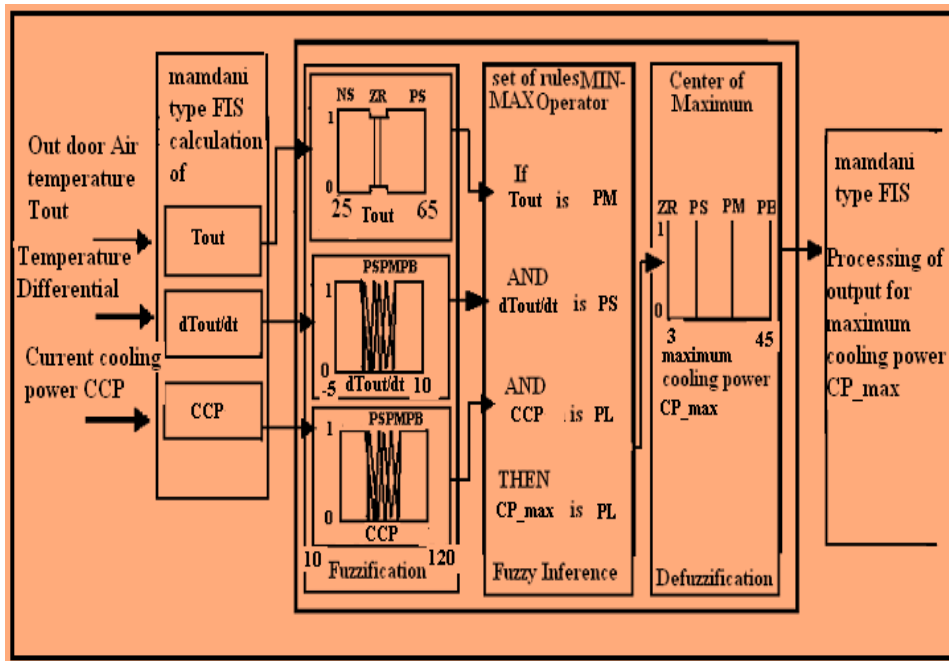 Out door Air
temperature
Tout
Temperature
Differential
Current cooling
power CCP
mamdani
type FIS
calculation
of
Tout
dTout/dt
CCP
NS ZR PS
1
0
25 Tout 65
PSPMPB
1
0
-5 dTout/dt 10
PSPMPB
1
0
CCP
10 120
Fuzzification
set of rules MIN-
MAX Operator
If
Tout is PM
AND
dTout/dt is PS
AND
CCP is PL
THEN
CP_max is PL
Fuzzy Inference
Center of
Maximum
ZR PS PM PB
1
0
3 45
maximum
cooling power
CP_max
Defuzzification
mamdani
type FIS
Processing of
output for
maximum
cooling power
CP_max